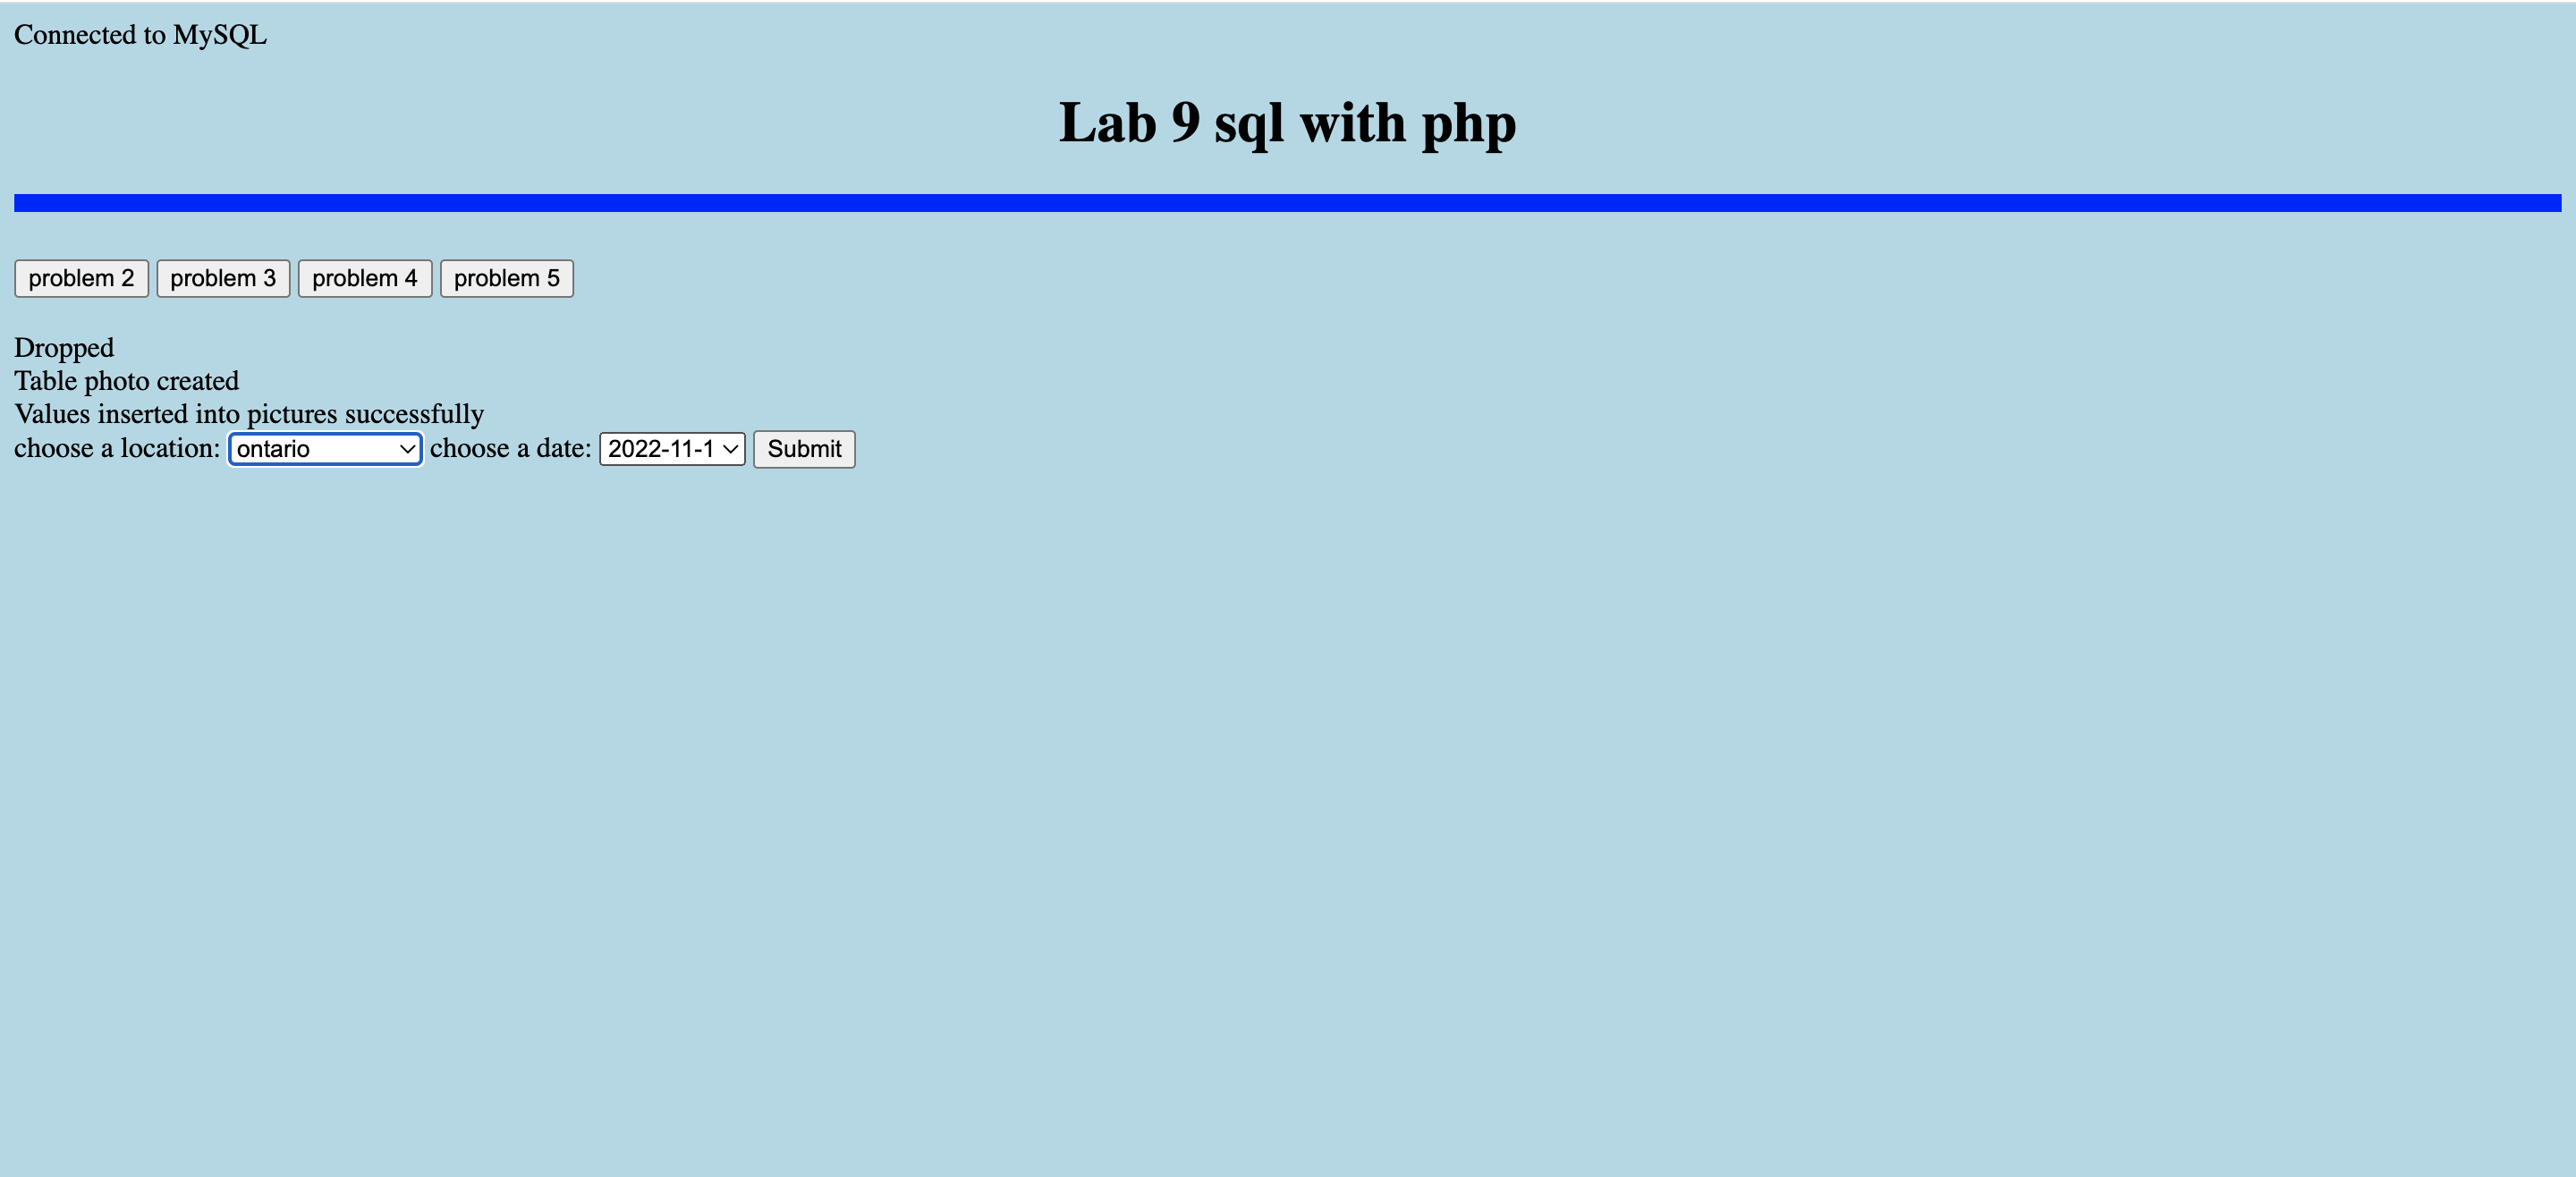 Connected to MySQL
Lab 9 sql with php
problem 2 problem 3 problem 4 problem 5
Dropped
Table photo created
Values inserted into pictures successfully
choose a location: ontario choose a date: 2022-11-1 Submit